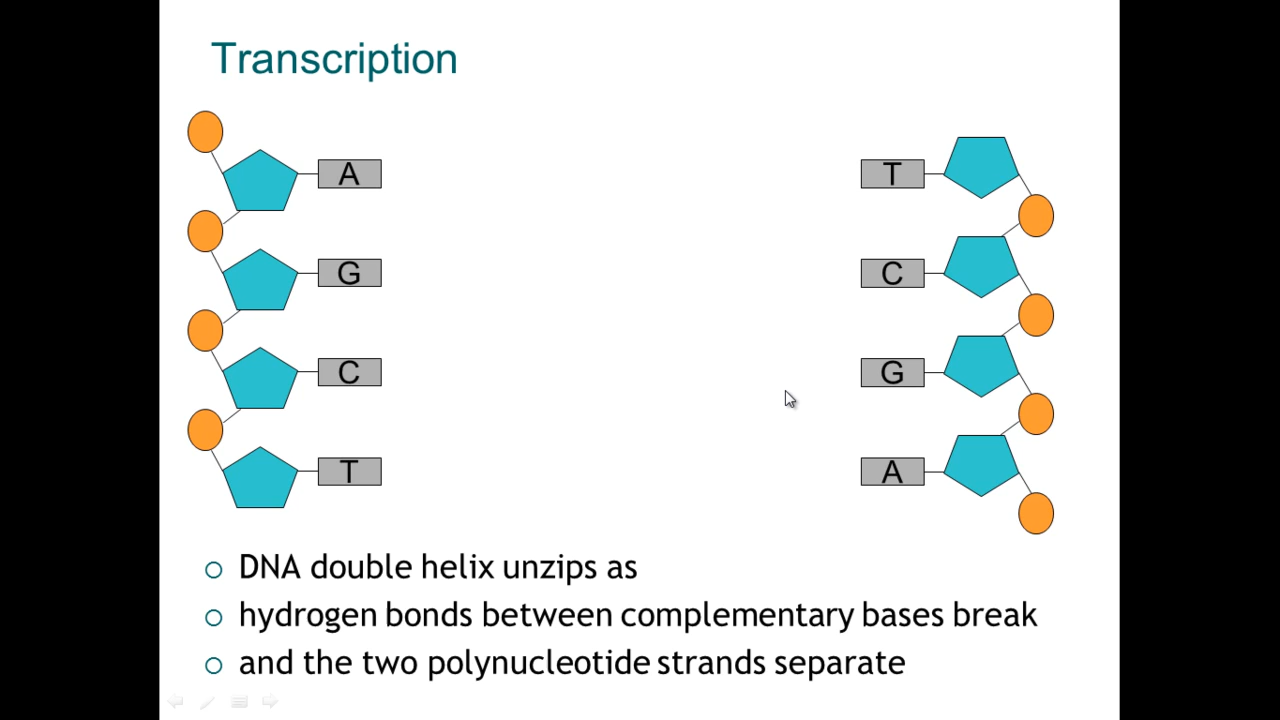 Transcription
A T
G C
C G
T A
DNA double helix unzips as
hydrogen bonds between complementary bases break
and the two polynucleotide strands separate